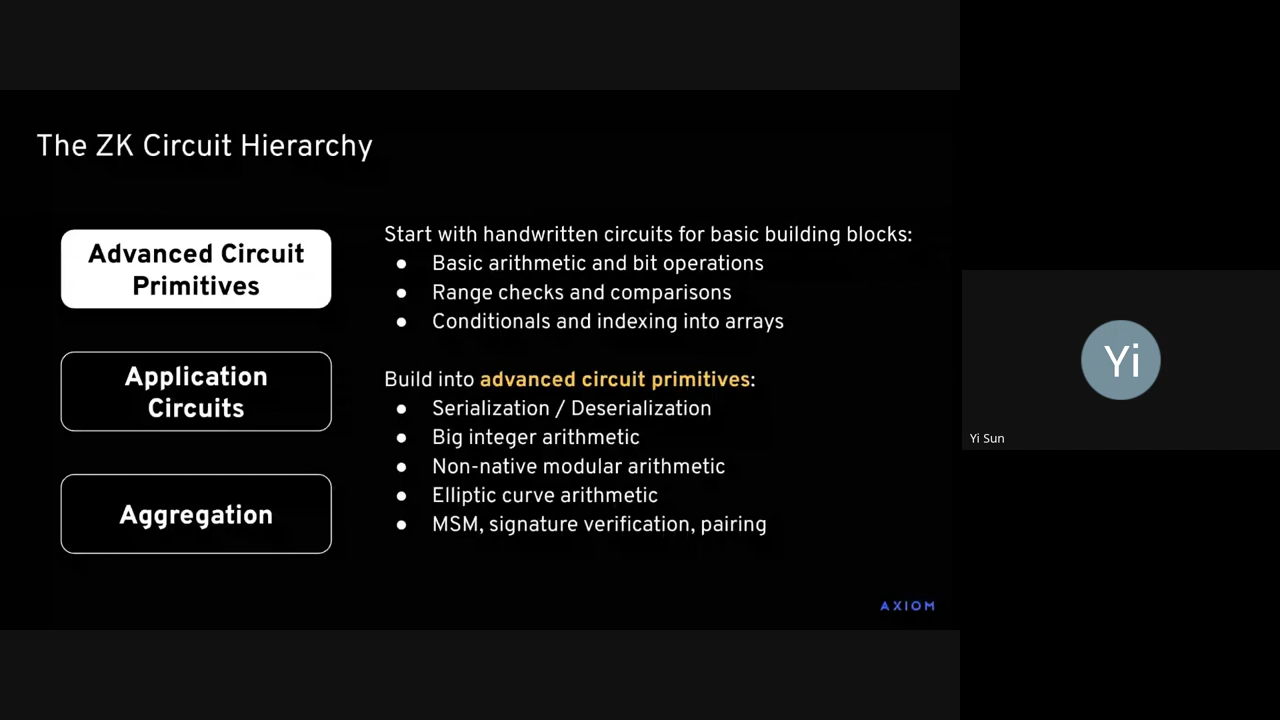 The ZK Circuit Hierarchy
Advanced Circuit
Primitives
Application
Circuits
Aggregation
Start with handwritten circuits for basic building blocks:
● Basic arithmetic and bit operations
● Range checks and comparisons
● Conditionals and indexing into arrays
Build into advanced circuit primitives:
● Serialization / Deserialization
● Big integer arithmetic
● Non-native modular arithmetic
● Elliptic curve arithmetic
● MSM, signature verification, pairing
AXIOM
Yi
Yi Sun